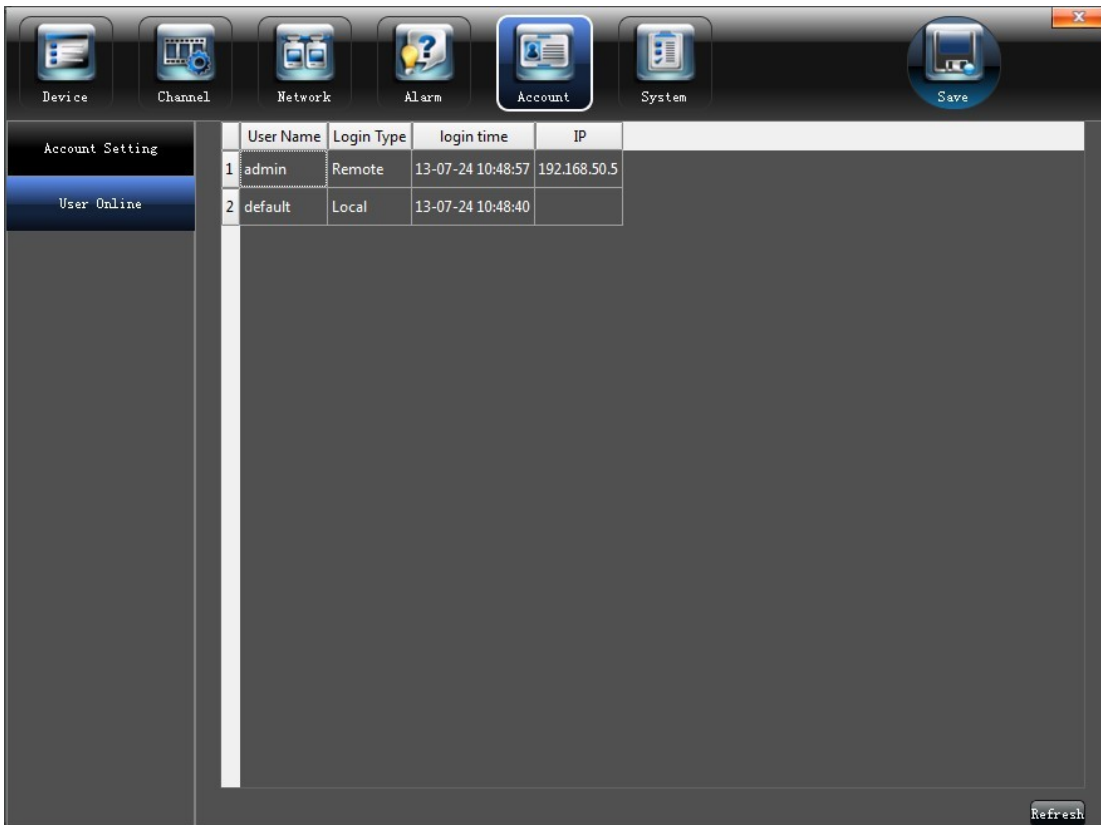 X
Device Channel Network Alarm Account System Save
Account Setting
User Online
User Name Login Type login time IP
1 admin Remote 13-07-24 10:48:57 192.168.50.5
2 default Local 13-07-24 10:48:40
Refresh